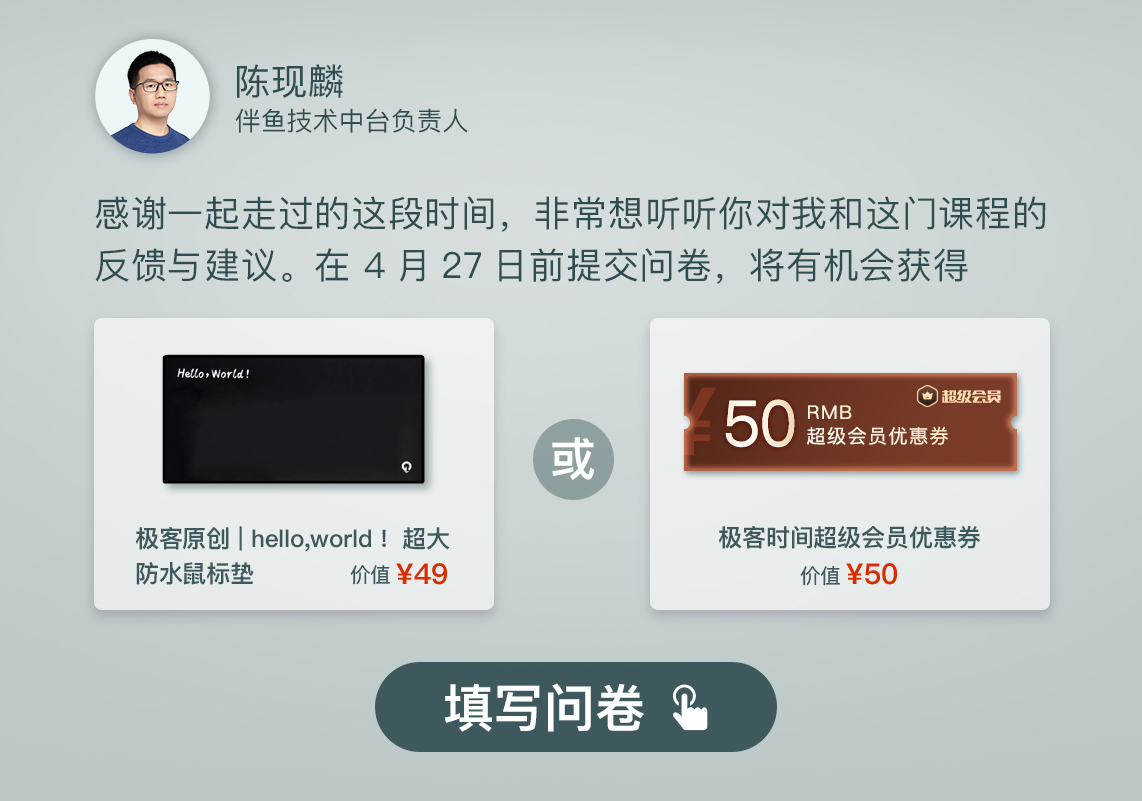 陈现麟
伴鱼技术中台负责人
感谢一起走过的这段时间，非常想听听你对我和这门课程的
反馈与建议。在 4 月 27 日前提交问卷，将有机会获得
Hello,World!
极客原创 | hello,world！ 超大
防水鼠标垫 价值 ¥49
或
¥
超级会员
50 RMB
超级会员优惠券
极客时间超级会员优惠券
价值 ¥50
填写问卷